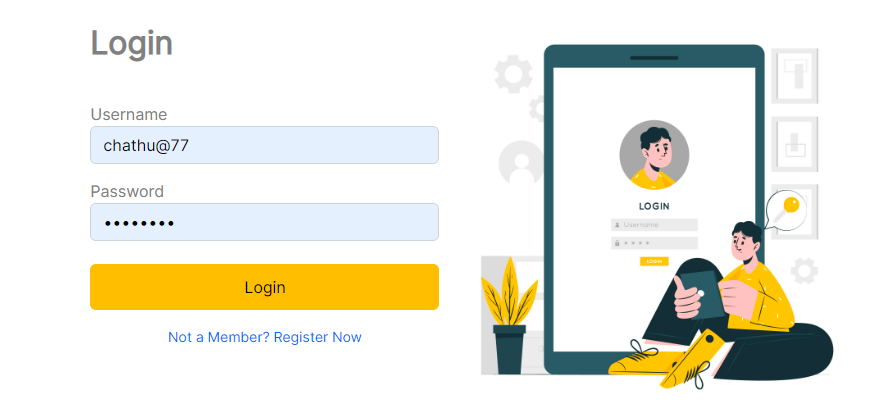 Login
Username
chathu@77
Password
••••••••
Login
Not a Member? Register Now
LOGIN
Username
LOGIN